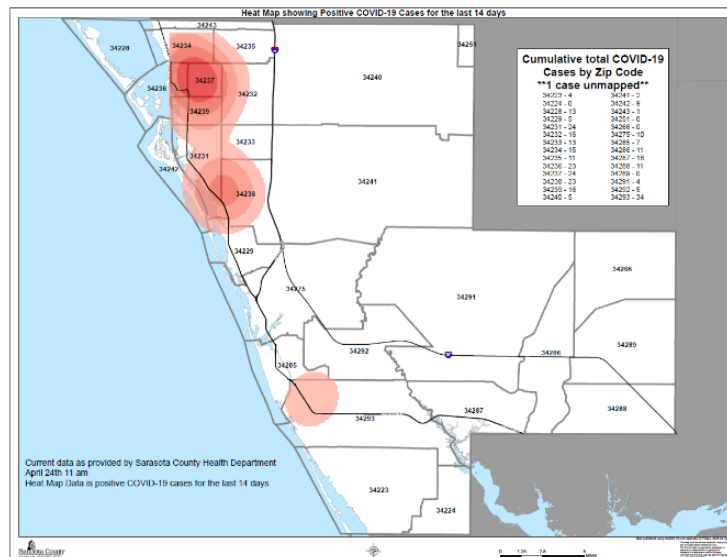 Heat Map showing Positive COVID-19 Cases for the last 14 days
Cumulative total COVID-19
Cases by Zip Code
**1 case unmapped**
34223 - 4 34241 - 2
34224 - 0 34242 - 9
34228 - 13 34243 - 1
34229 - 5 34251 - 0
34231 - 24 34266 - 0
34232 - 16 34275 - 10
34233 - 13 34285 - 7
34234 - 15 34286 - 11
34235 - 11 34287 - 16
34236 - 23 34288 - 11
34237 - 24 34289 - 0
34238 - 23 34291 - 4
34239 - 16 34292 - 5
34240 - 5 34293 - 34
34243
34228
34234
34235
34251
34240
34237
34236
34232
34239
34233
34231
34242
34241
34238
34229
34275
34291
34266
34292
34286
34289
34285
34293
34287
34288
34223
34224
Current data as provided by Sarasota County Health Department
April 24th 11 am
Heat Map Data is positive COVID-19 cases for the last 14 days
Sarasota County